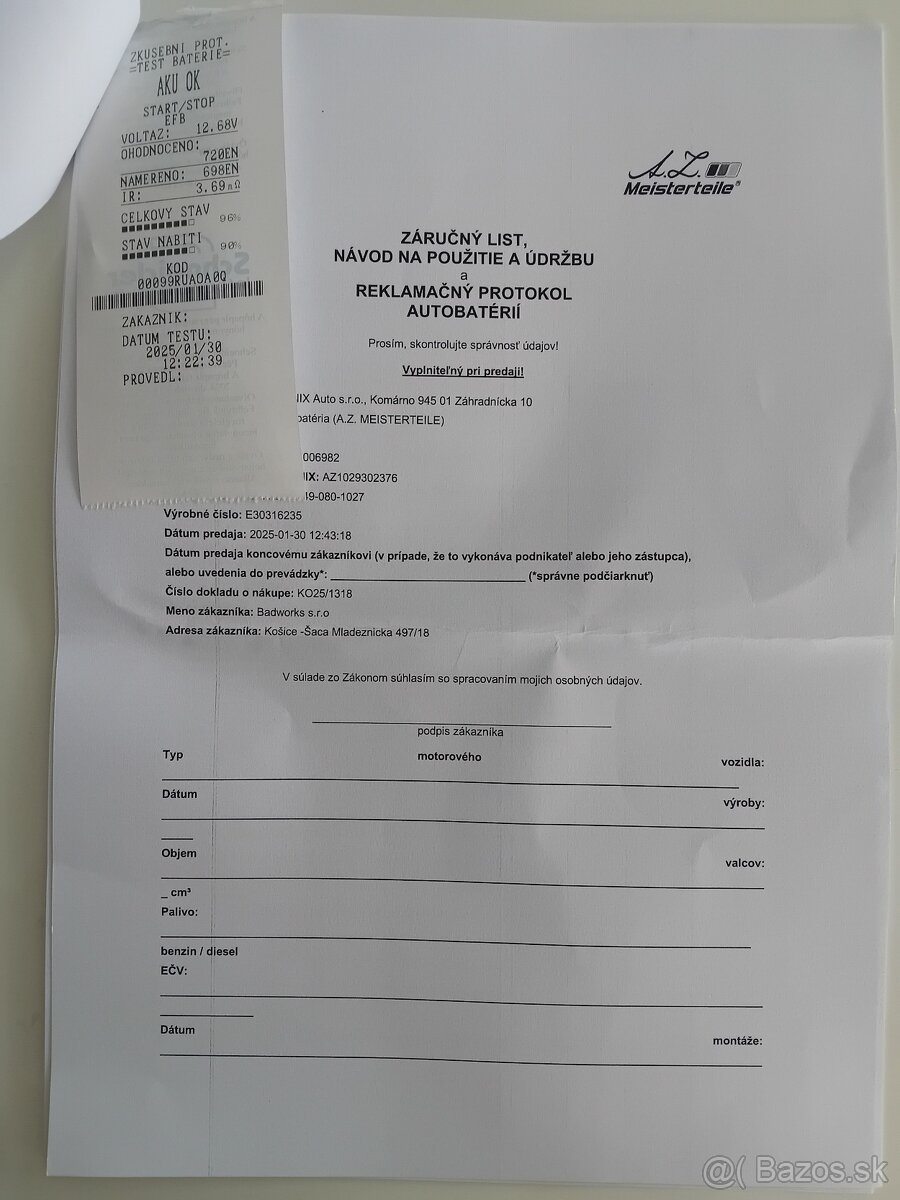 ZKUSEBNI PROT.
=TEST BATERIE=
AKU OK
START/STOP
EFB
VOLTAZ: 12.68V
OHODNOCENO:
720EN
NAMERENO: 698EN
IR: 3.69mΩ
CELKOVY STAV
96%
STAV NABITI
90%
KOD
00099RUA0A0Q
ZAKAZNIK:
DATUM TESTU:
2025/01/30
12:22:39
PROVEDL:
A.Z.
Meisterteile®
ZÁRUČNÝ LIST,
NÁVOD NA POUŽITIE A ÚDRŽBU
a
REKLAMAČNÝ PROTOKOL
AUTOBATÉRIÍ
Prosím, skontrolujte správnosť údajov!
Vyplniteľný pri predaji!
IX Auto s.r.o., Komárno 945 01 Záhradnícka 10
batéria (A.Z. MEISTERTEILE)
006982
IX: AZ1029302376
49-080-1027
Výrobné číslo: E30316235
Dátum predaja: 2025-01-30 12:43:18
Dátum predaja koncovému zákazníkovi (v prípade, že to vykonáva podnikateľ alebo jeho zástupca),
alebo uvedenia do prevádzky*: ______________________________ (*správne podčiarknuť)
Číslo dokladu o nákupe: KO25/1318
Meno zákazníka: Badworks s.r.o
Adresa zákazníka: Košice -Šaca Mladeznicka 497/18
V súlade zo Zákonom súhlasím so spracovaním mojich osobných údajov.
podpis zákazníka
Typ motorového vozidla:
Dátum výroby:
Objem valcov:
_ cm³
Palivo:
benzin / diesel
EČV:
Dátum montáže:
@( Bazos.sk